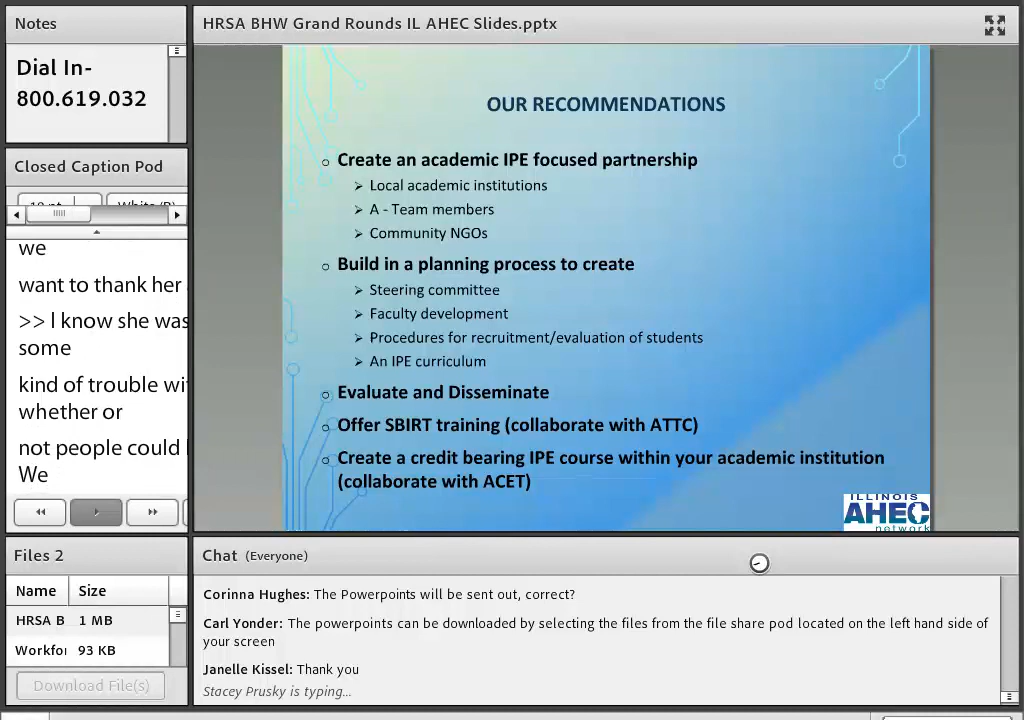 Notes
Dial In-
800.619.032
Closed Caption Pod
we
want to thank her
>> I know she was
some
kind of trouble wi
whether or
not people could
We
Files 2
Name Size
HRSA B 1 MB
Workfo 93 KB
Download File(s)
HRSA BHW Grand Rounds IL AHEC Slides.pptx
OUR RECOMMENDATIONS
Create an academic IPE focused partnership
Local academic institutions
A - Team members
Community NGOs
Build in a planning process to create
Steering committee
Faculty development
Procedures for recruitment/evaluation of students
An IPE curriculum
Evaluate and Disseminate
Offer SBIRT training (collaborate with ATTC)
Create a credit bearing IPE course within your academic institution
(collaborate with ACET)
ILLINOIS
AHEC
network
Chat (Everyone)
Corinna Hughes: The Powerpoints will be sent out, correct?
Carl Yonder: The powerpoints can be downloaded by selecting the files from the file share pod located on the left hand side of
your screen
Janelle Kissel: Thank you
Stacey Prusky is typing...